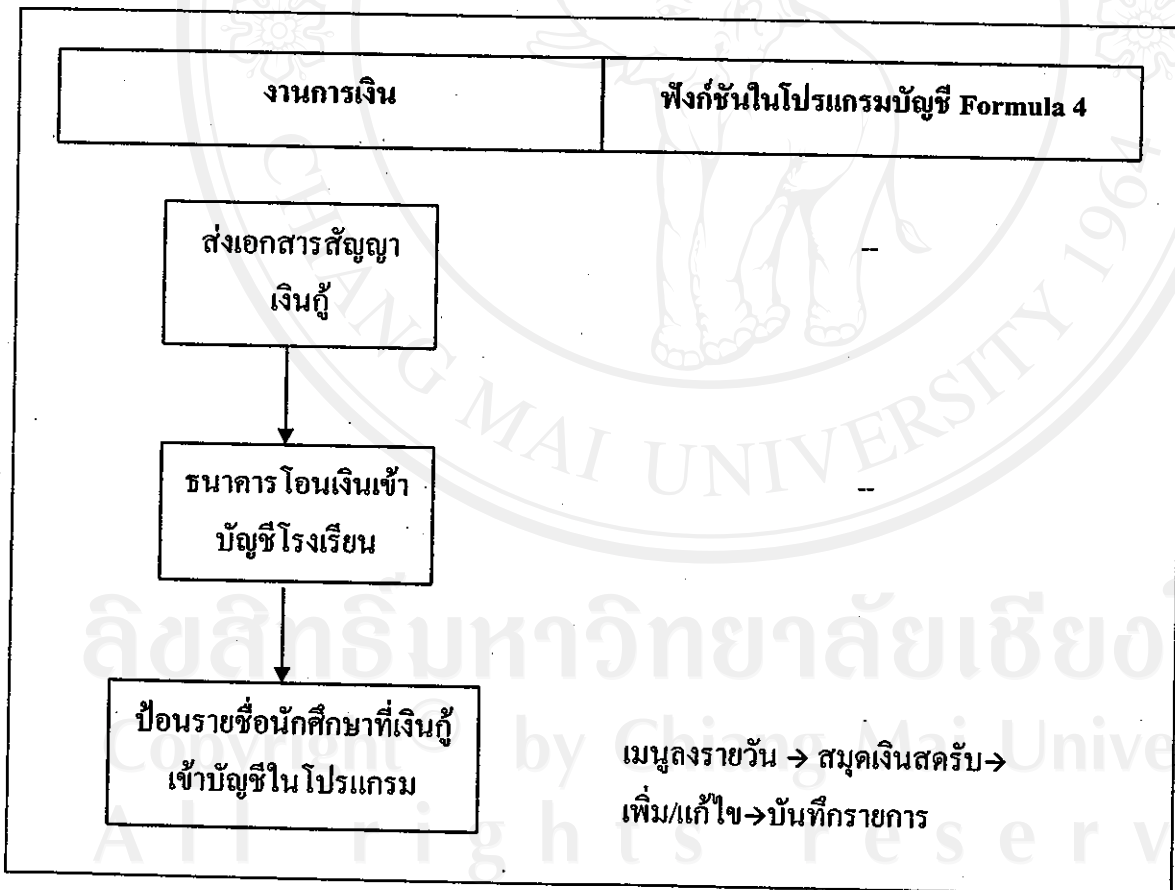 งานการเงิน
ฟังก์ชันในโปรแกรมบัญชี Formula 4
ส่งเอกสารสัญญา
เงินกู้
--
ธนาคารโอนเงินเข้า
บัญชีโรงเรียน
--
ป้อนรายชื่อนักศึกษาที่เงินกู้
เข้าบัญชีในโปรแกรม
เมนูลงรายวัน → สมุดเงินสดรับ→
เพิ่ม/แก้ไข→บันทึกรายการ
CHIANG MAI UNIVERSITY 1964
ลิขสิทธิ์มหาวิทยาลัยเชียง
Copyright © by Chiang Mai Unive
All rights reserv